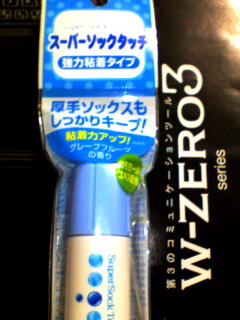 スーパーソックタッチ
強力粘着タイプ
厚手ソックスも
しっかりキープ!
粘着力アップ!
グレープフルーツ
の香り
SuperSock T
第3のコミュニケーションツール
W-ZERO3
series